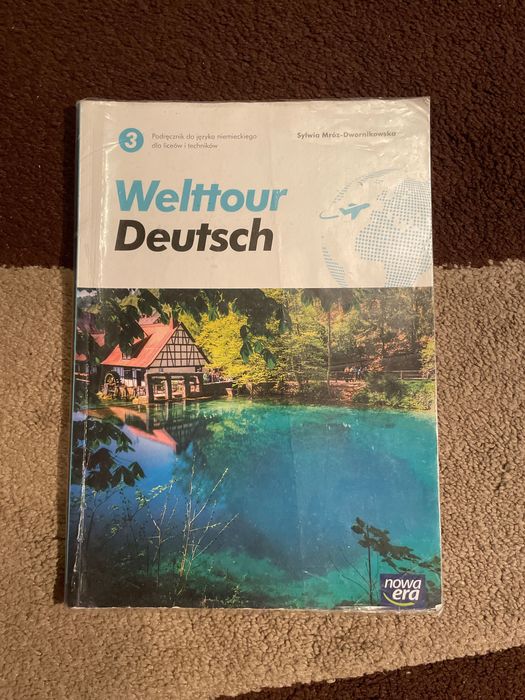 3
Podręcznik do języka niemieckiego
dla liceów i techników
Sylwia Mróz-Dwornikowska
Welttour
Deutsch
nowa
era